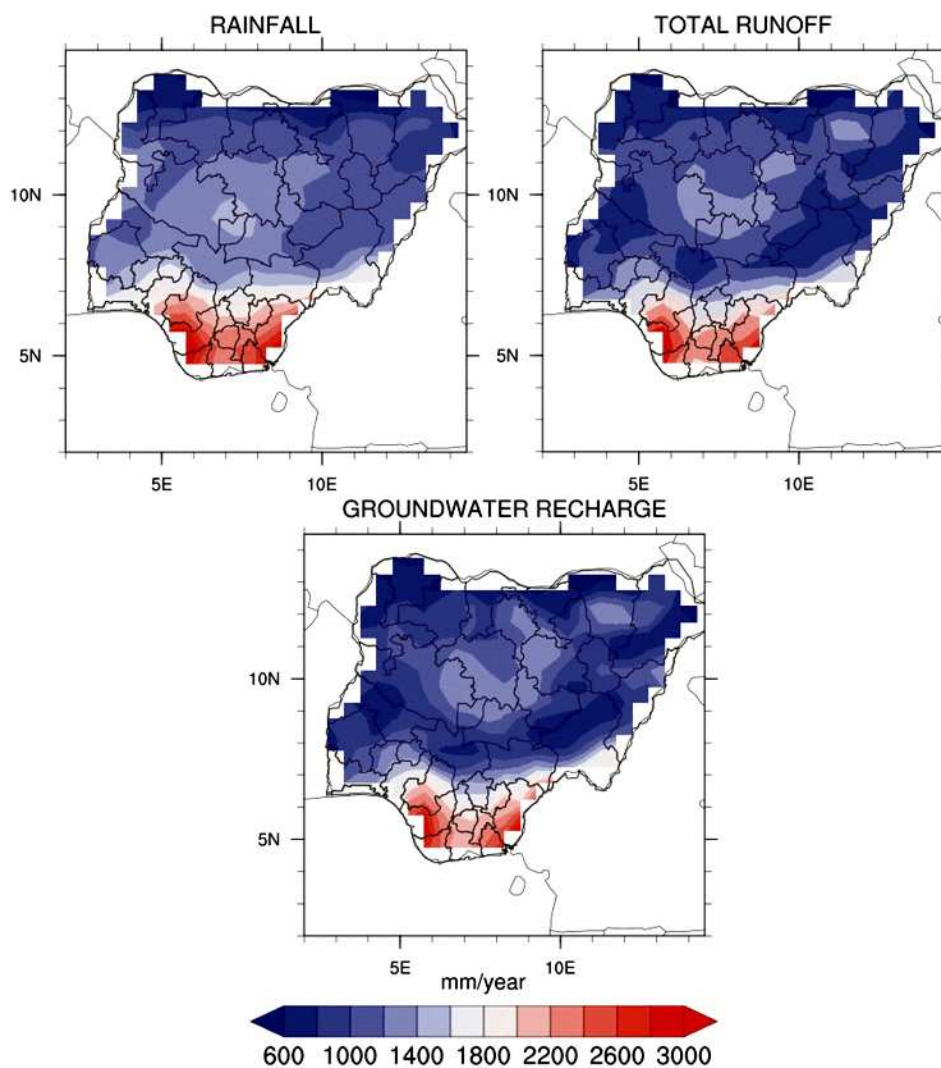 RAINFALL
TOTAL RUNOFF
10N
10N
5N
5N
5E 10E
5E 10E
GROUNDWATER RECHARGE
10N
5N
5E 10E
mm/year
600 1000 1400 1800 2200 2600 3000